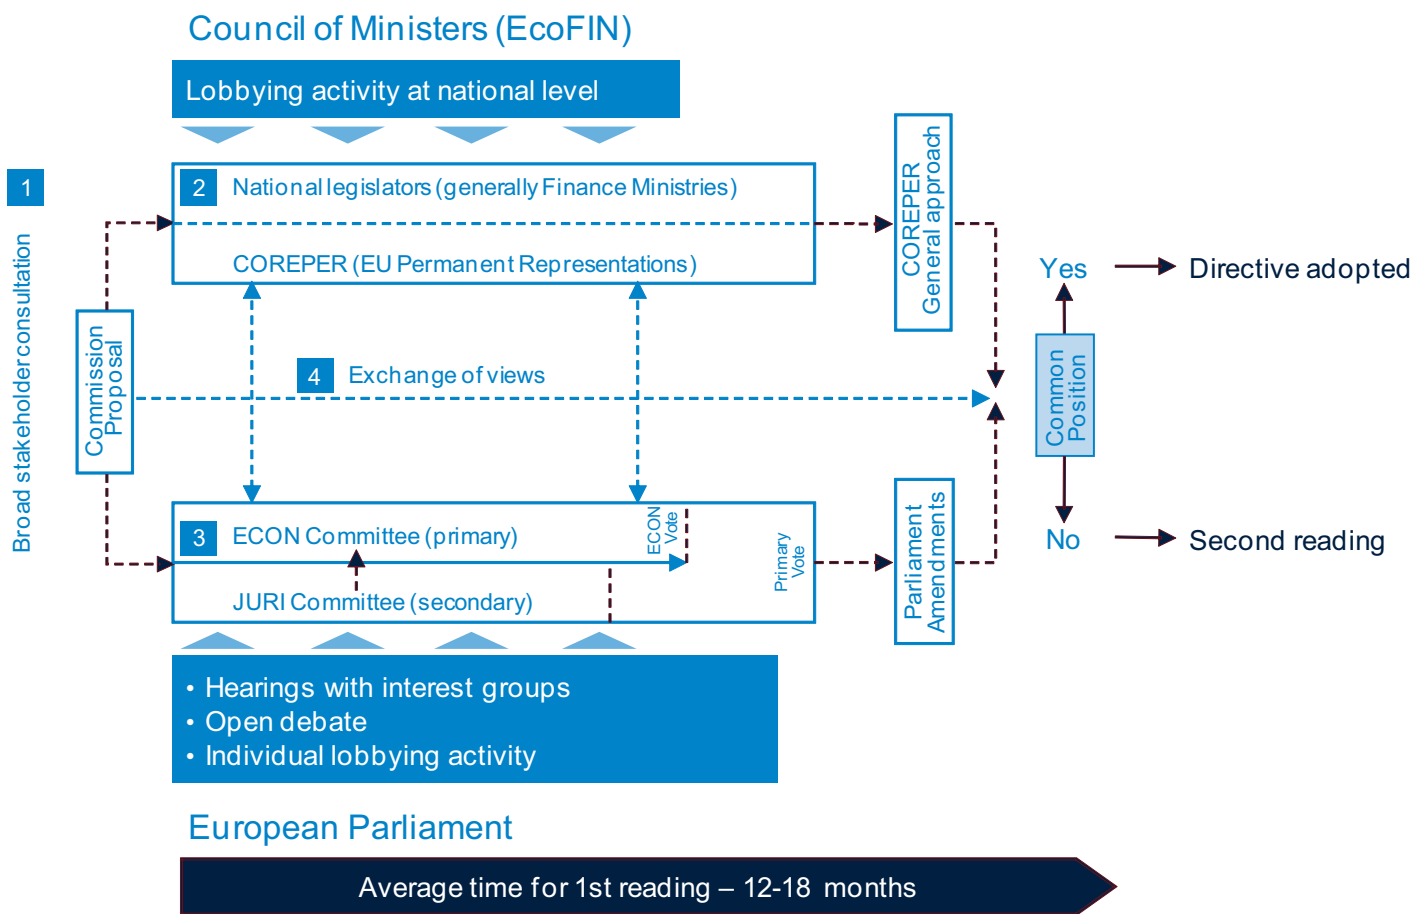 Council of Ministers (EcoFIN)
Lobbying activity at national level
1
Broad stakeholder consultation
Commission
Proposal
2 National legislators (generally Finance Ministries)
COREPER (EU Permanent Representations)
COREPER
General approach
4 Exchange of views
Yes
Directive adopted
Common
Position
No
Second reading
3 ECON Committee (primary)
ECON
Vote
JURI Committee (secondary)
Primary
Vote
Parliament
Amendments
• Hearings with interest groups
• Open debate
• Individual lobbying activity
European Parliament
Average time for 1st reading – 12-18 months